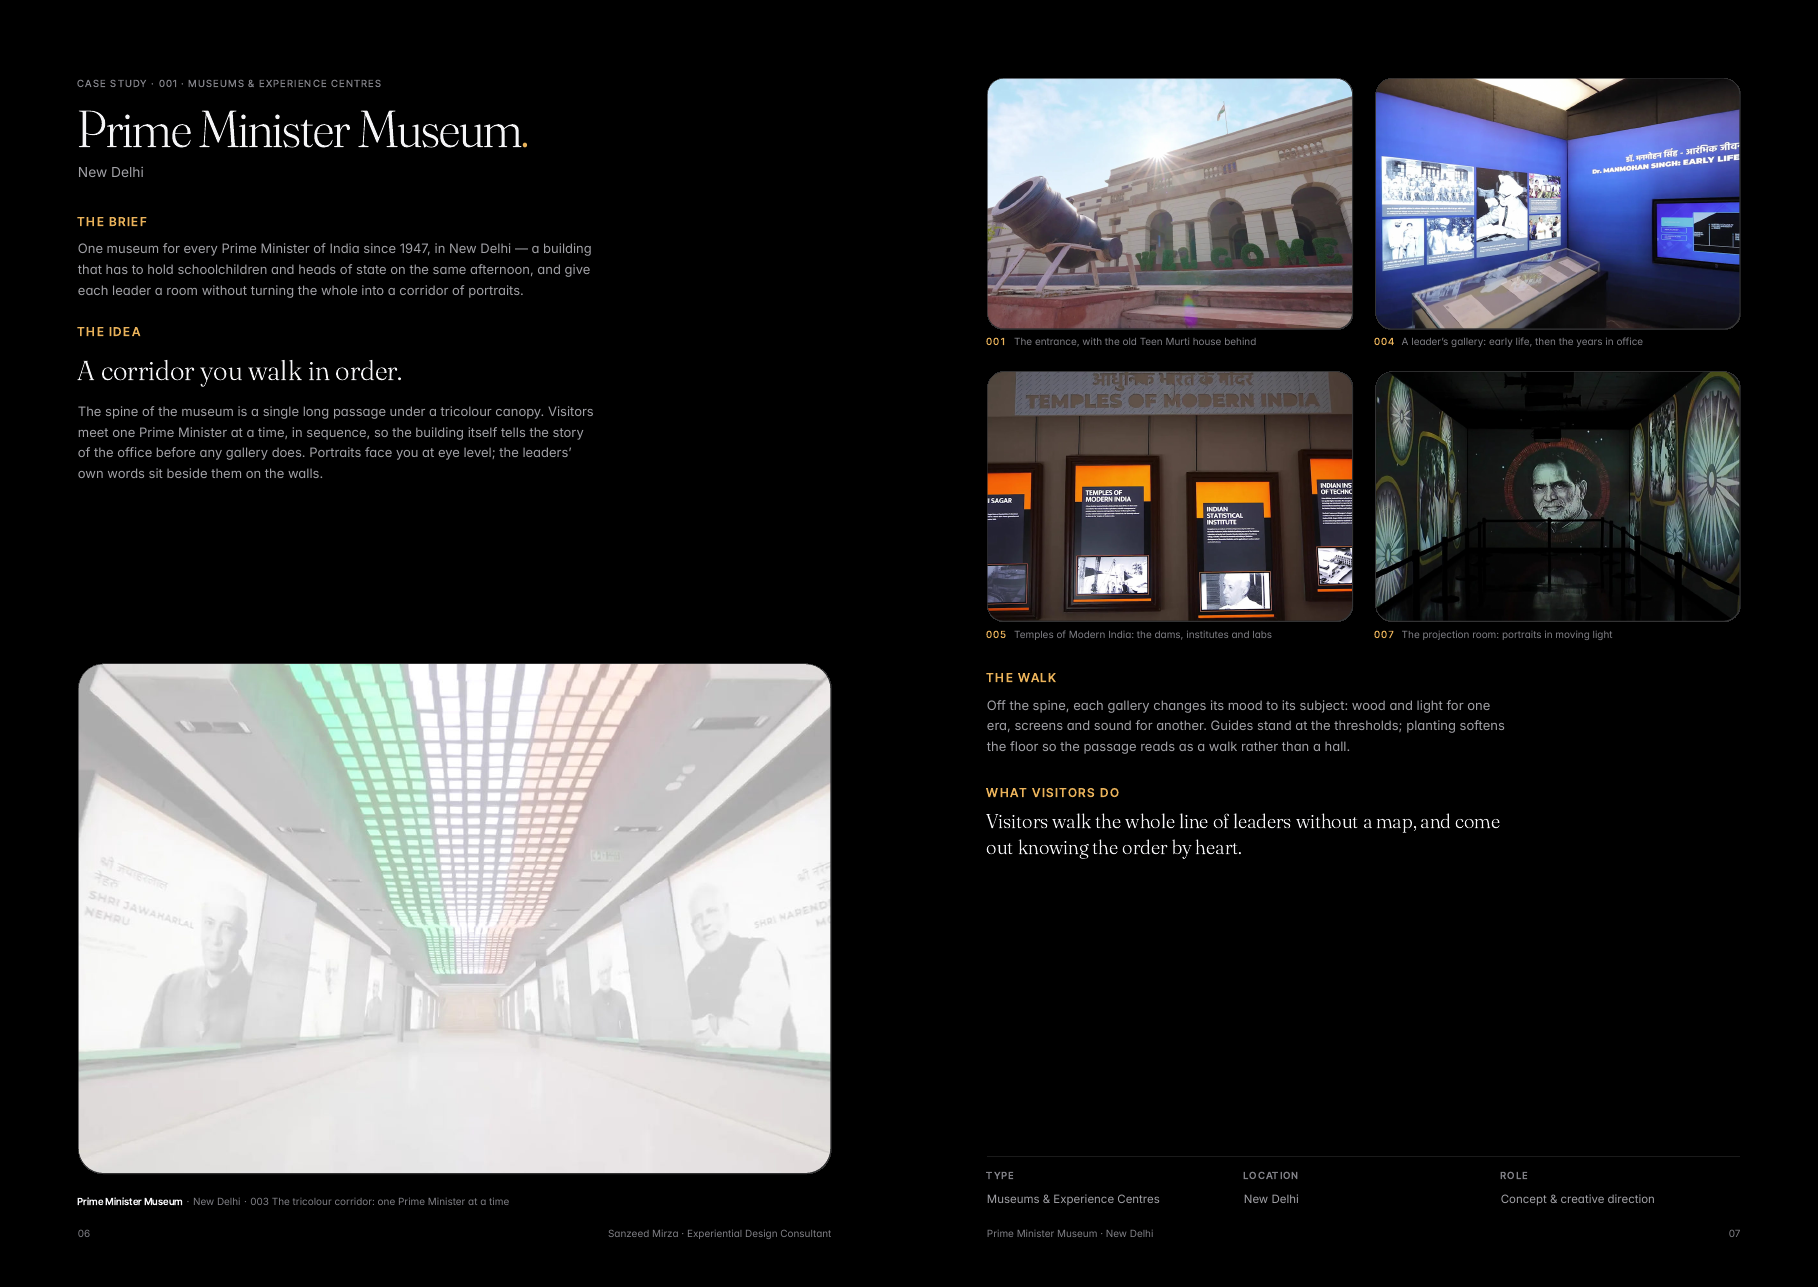 CASE STUDY · 001 · MUSEUMS & EXPERIENCE CENTRES
Prime Minister Museum.
New Delhi
THE BRIEF
One museum for every Prime Minister of India since 1947, in New Delhi — a building
that has to hold schoolchildren and heads of state on the same afternoon, and give
each leader a room without turning the whole into a corridor of portraits.
THE IDEA
A corridor you walk in order.
The spine of the museum is a single long passage under a tricolour canopy. Visitors
meet one Prime Minister at a time, in sequence, so the building itself tells the story
of the office before any gallery does. Portraits face you at eye level; the leaders’
own words sit beside them on the walls.
SHRI JAWAHARLAL
NEHRU
SHRI NARENDRA
Prime Minister Museum · New Delhi · 003 The tricolour corridor: one Prime Minister at a time
06
Sanzeed Mirza · Experiential Design Consultant
WELCOME
001 The entrance, with the old Teen Murti house behind
डॉ. मनमोहन सिंह - आरंभिक जीवन
Dr. MANMOHAN SINGH: EARLY LIFE
004 A leader’s gallery: early life, then the years in office
आधुनिक भारत के मंदिर
TEMPLES OF MODERN INDIA
SAGAR
TEMPLES OF
MODERN INDIA
INDIAN
STATISTICAL
INSTITUTE
INDIAN INS
OF TECHNO
005 Temples of Modern India: the dams, institutes and labs
007 The projection room: portraits in moving light
THE WALK
Off the spine, each gallery changes its mood to its subject: wood and light for one
era, screens and sound for another. Guides stand at the thresholds; planting softens
the floor so the passage reads as a walk rather than a hall.
WHAT VISITORS DO
Visitors walk the whole line of leaders without a map, and come
out knowing the order by heart.
TYPE
Museums & Experience Centres
LOCATION
New Delhi
ROLE
Concept & creative direction
Prime Minister Museum · New Delhi
07